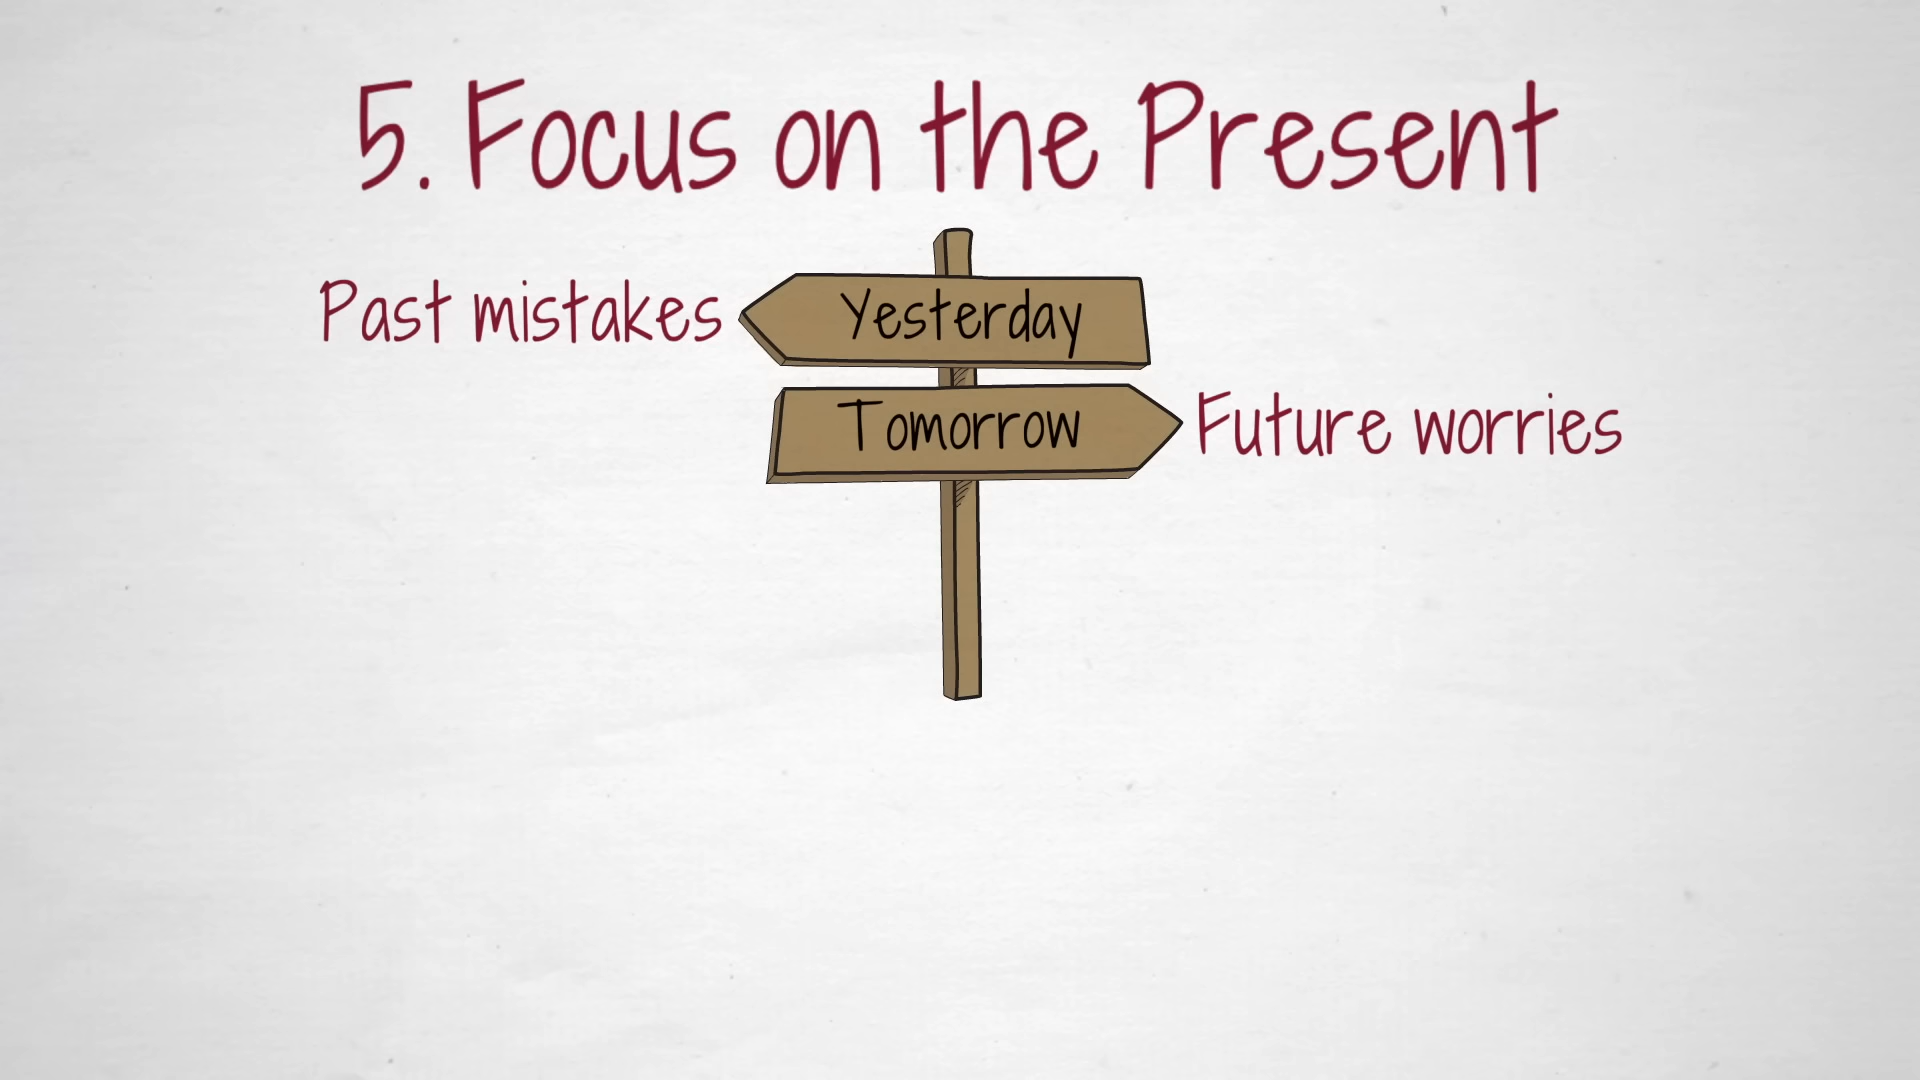 5. Focus on the Present
Past mistakes
Yesterday
Tomorrow
Future worries